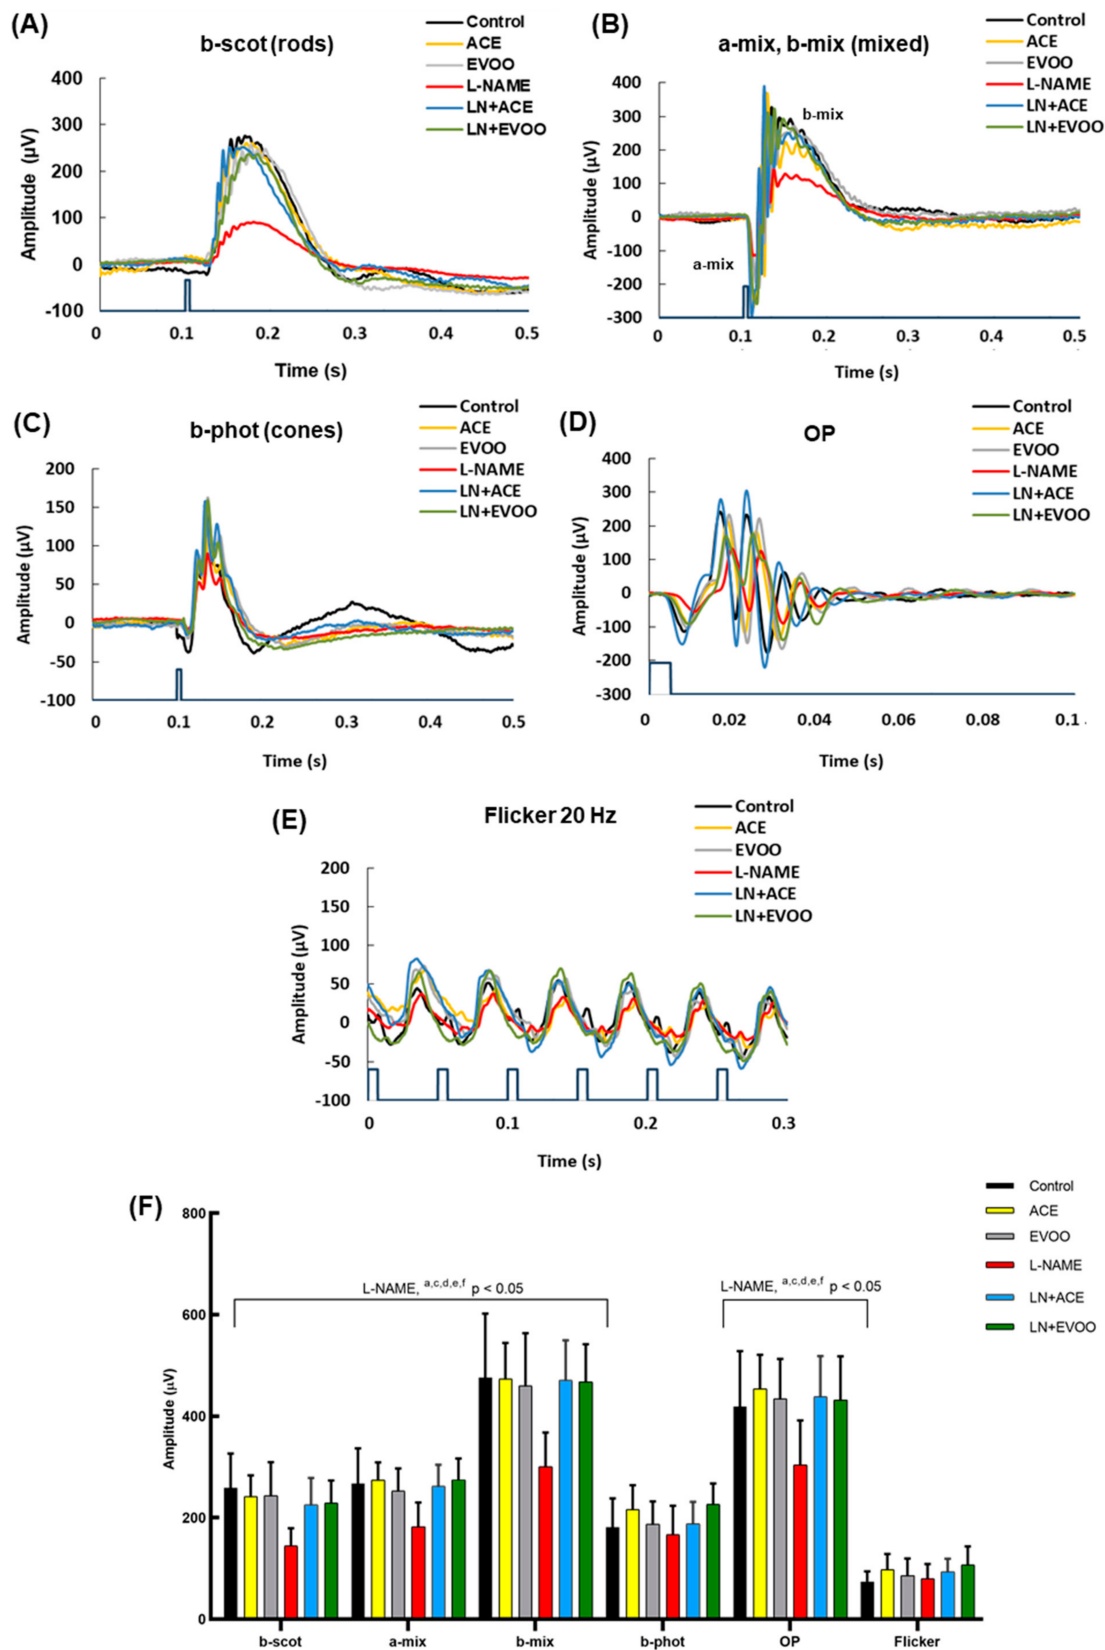 (A)
b-scot (rods)
Control
ACE
EVOO
L-NAME
LN+ACE
LN+EVOO
400
300
200
100
0
-100
Amplitude (µV)
0 0.1 0.2 0.3 0.4 0.5
Time (s)
(B)
a-mix, b-mix (mixed)
Control
ACE
EVOO
L-NAME
LN+ACE
LN+EVOO
400
300
200
100
0
-100
-200
-300
Amplitude (µV)
b-mix
a-mix
0 0.1 0.2 0.3 0.4 0.5
Time (s)
(C)
b-phot (cones)
Control
ACE
EVOO
L-NAME
LN+ACE
LN+EVOO
200
150
100
50
0
-50
-100
Amplitude (µV)
0 0.1 0.2 0.3 0.4 0.5
Time (s)
(D)
OP
Control
ACE
EVOO
L-NAME
LN+ACE
LN+EVOO
400
300
200
100
0
-100
-200
-300
Amplitude (µV)
0 0.02 0.04 0.06 0.08 0.1
Time (s)
(E)
Flicker 20 Hz
Control
ACE
EVOO
L-NAME
LN+ACE
LN+EVOO
200
150
100
50
0
-50
-100
Amplitude (µV)
0 0.1 0.2 0.3
Time (s)
(F)
Control
ACE
EVOO
L-NAME
LN+ACE
LN+EVOO
800
600
400
200
0
Amplitude (µV)
L-NAME, a,c,d,e,f p < 0.05
L-NAME, a,c,d,e,f p < 0.05
b-scot a-mix b-mix b-phot OP Flicker